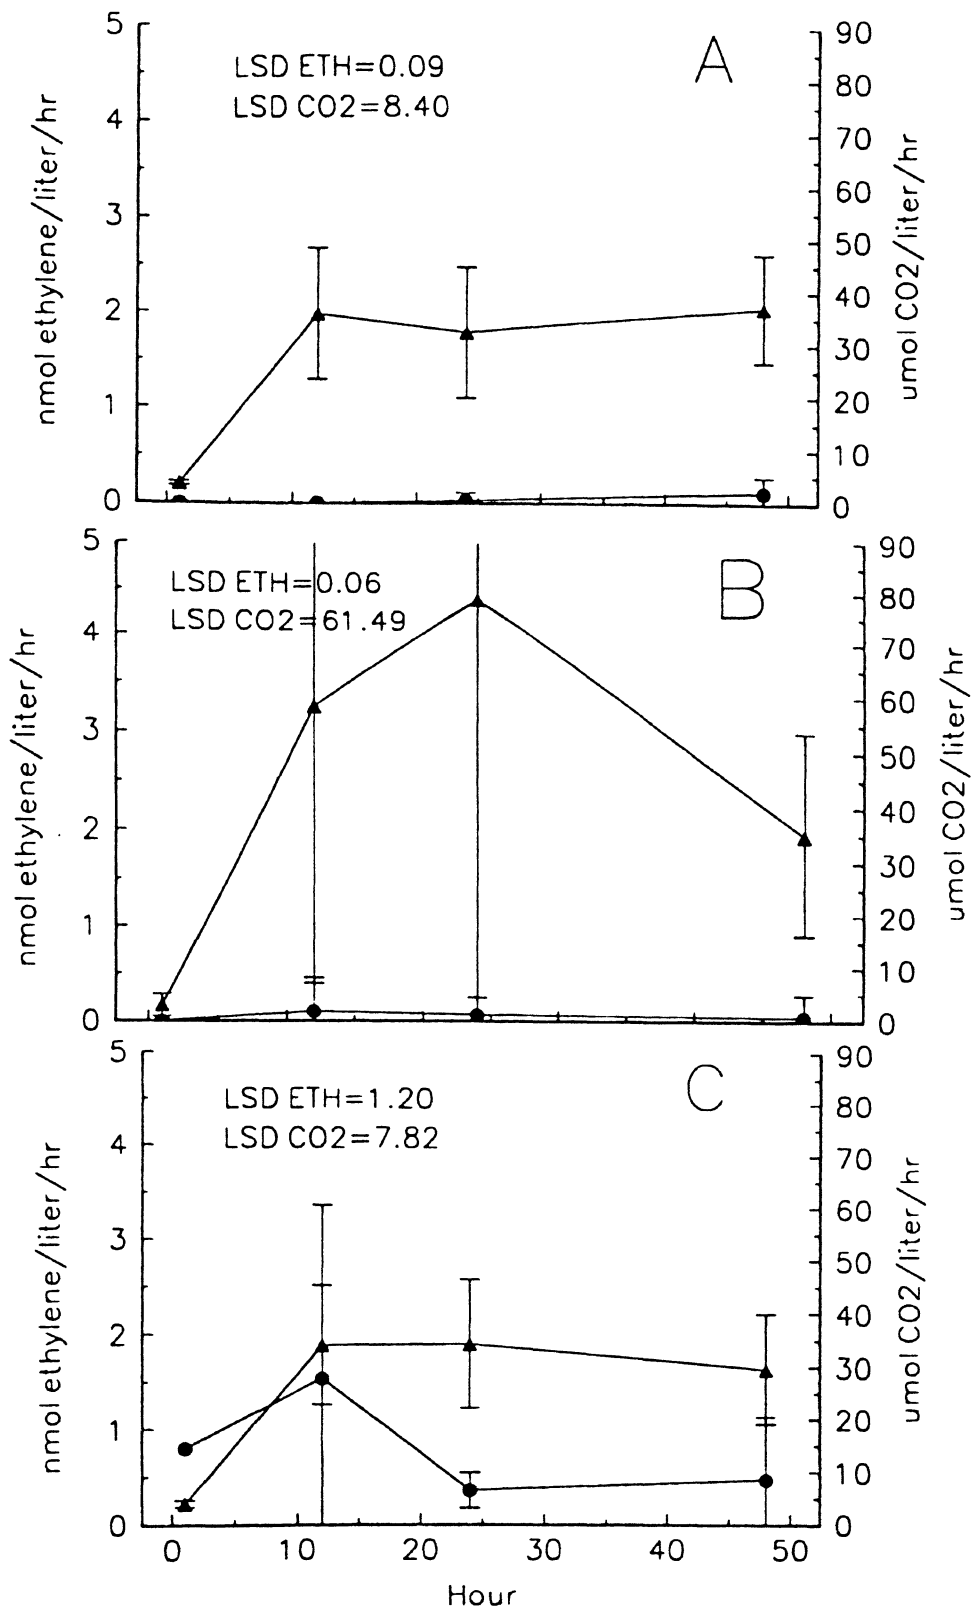 A
LSD ETH=0.09
LSD CO2=8.40
nmol ethylene/liter/hr
5
4
3
2
1
0
90
80
70
60
50
40
30
20
10
0
umol CO2/liter/hr
B
LSD ETH=0.06
LSD CO2=61.49
nmol ethylene/liter/hr
5
4
3
2
1
0
90
80
70
60
50
40
30
20
10
0
umol CO2/liter/hr
C
LSD ETH=1.20
LSD CO2=7.82
nmol ethylene/liter/hr
5
4
3
2
1
0
90
80
70
60
50
40
30
20
10
0
umol CO2/liter/hr
0 10 20 30 40 50
Hour